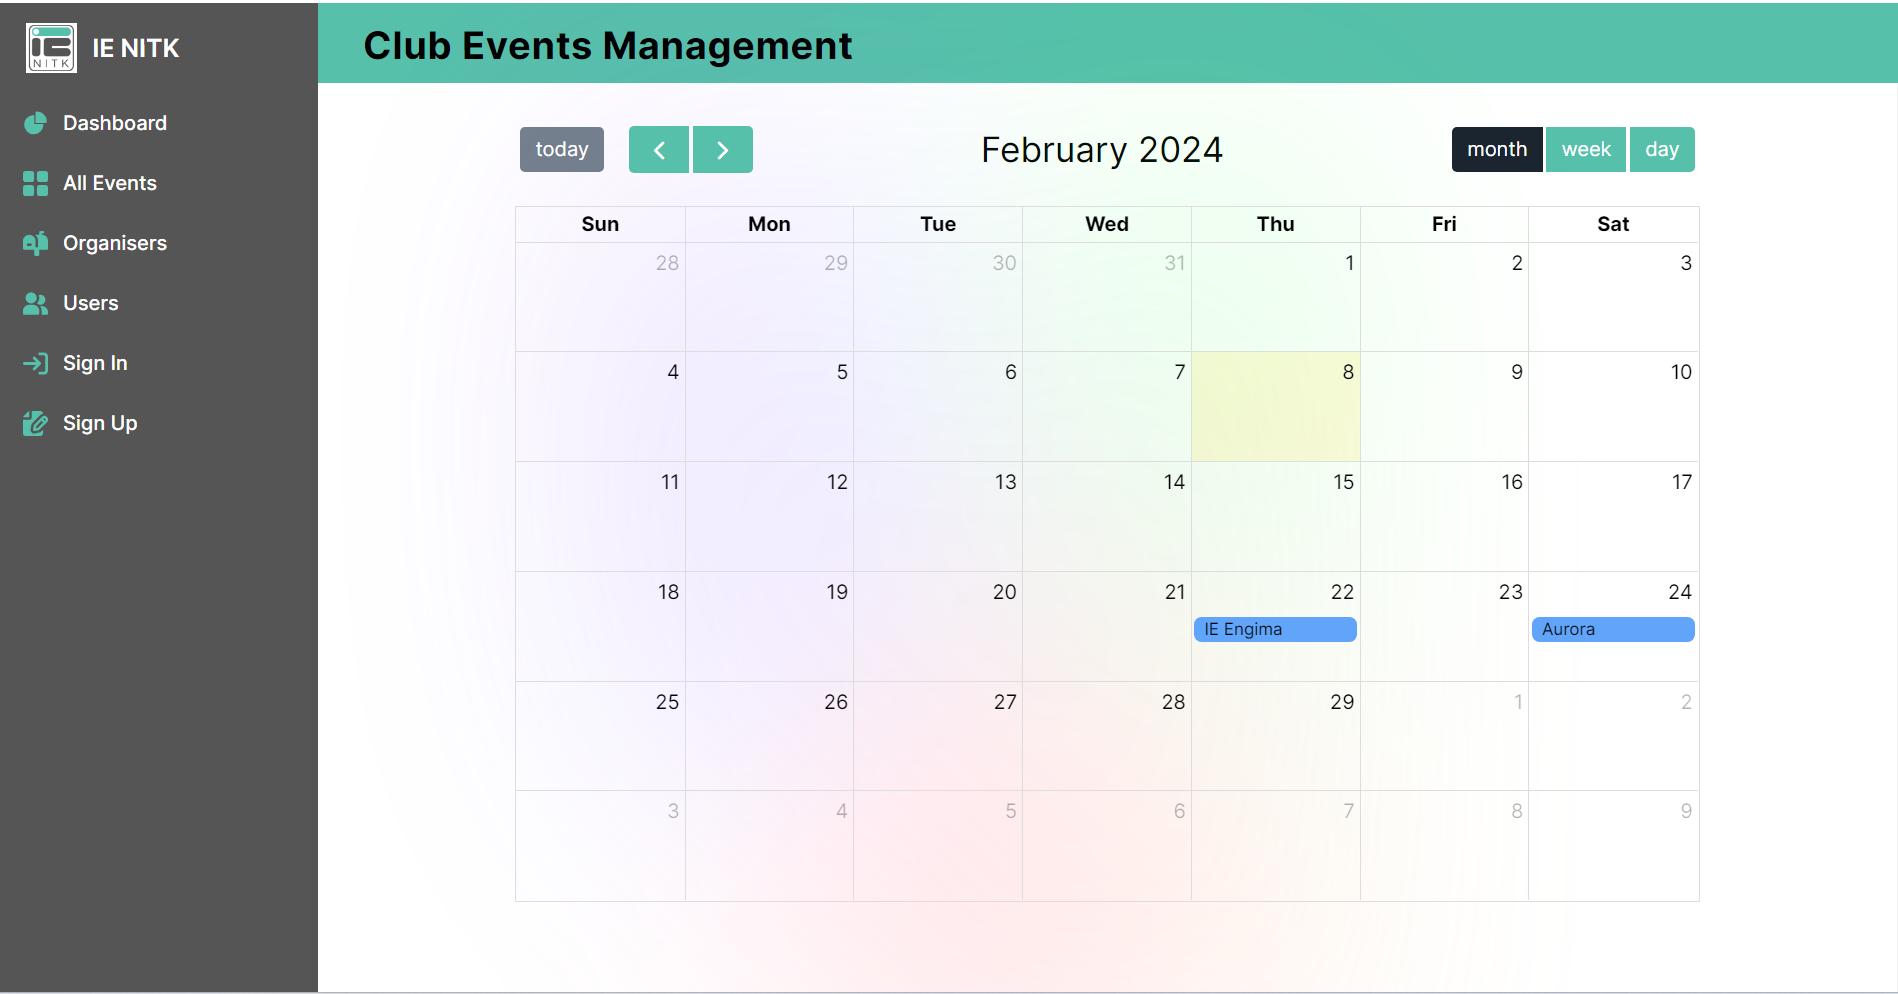 IE NITK
NITK
Dashboard
All Events
Organisers
Users
Sign In
Sign Up
Club Events Management
today
February 2024
month week day
Sun Mon Tue Wed Thu Fri Sat
28 29 30 31 1 2 3
4 5 6 7 8 9 10
11 12 13 14 15 16 17
18 19 20 21 22 23 24
IE Engima Aurora
25 26 27 28 29 1 2
3 4 5 6 7 8 9